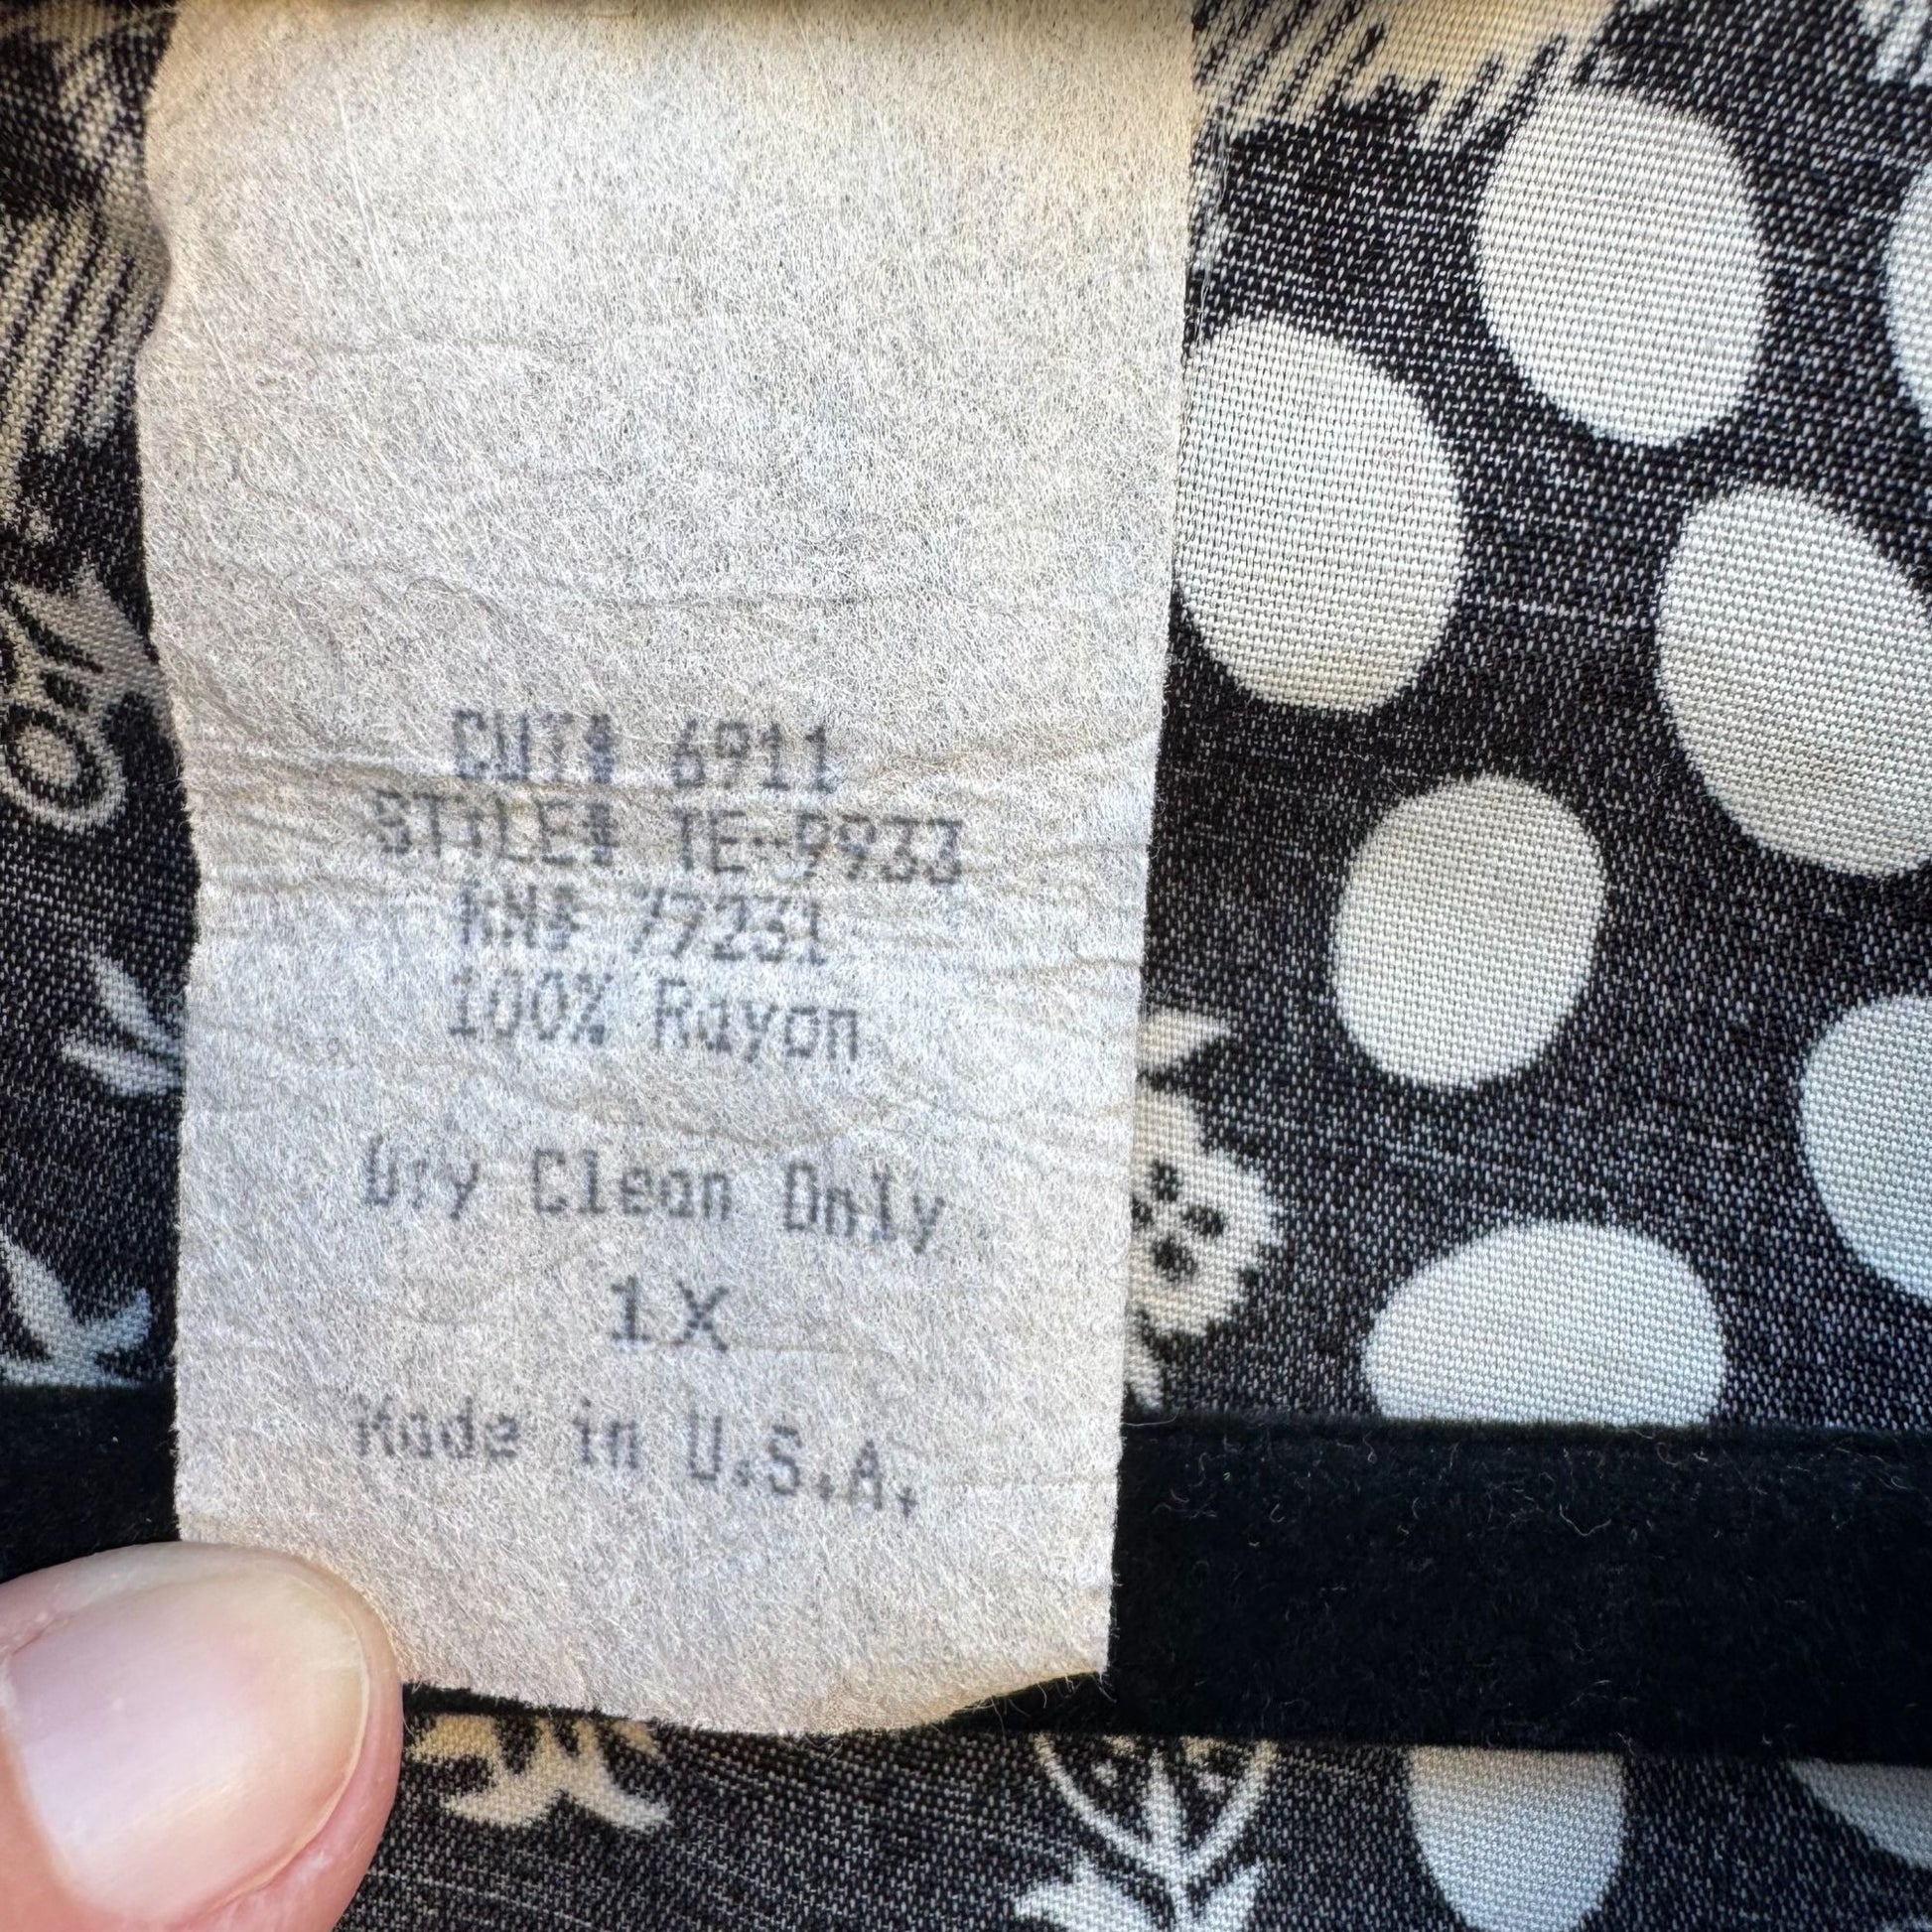 CUT# 6911
STYLE# TE-9933
RN# 77231
100% Rayon
Dry Clean Only
1X
Made in U.S.A.